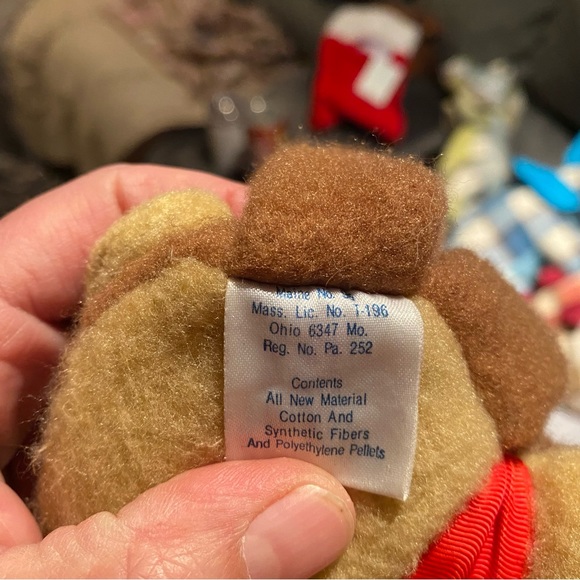 Maine No.
Mass. Lic. No. T-196
Ohio 6347 Mo.
Reg. No. Pa. 252
Contents
All New Material
Cotton And
Synthetic Fibers
And Polyethylene Pellets